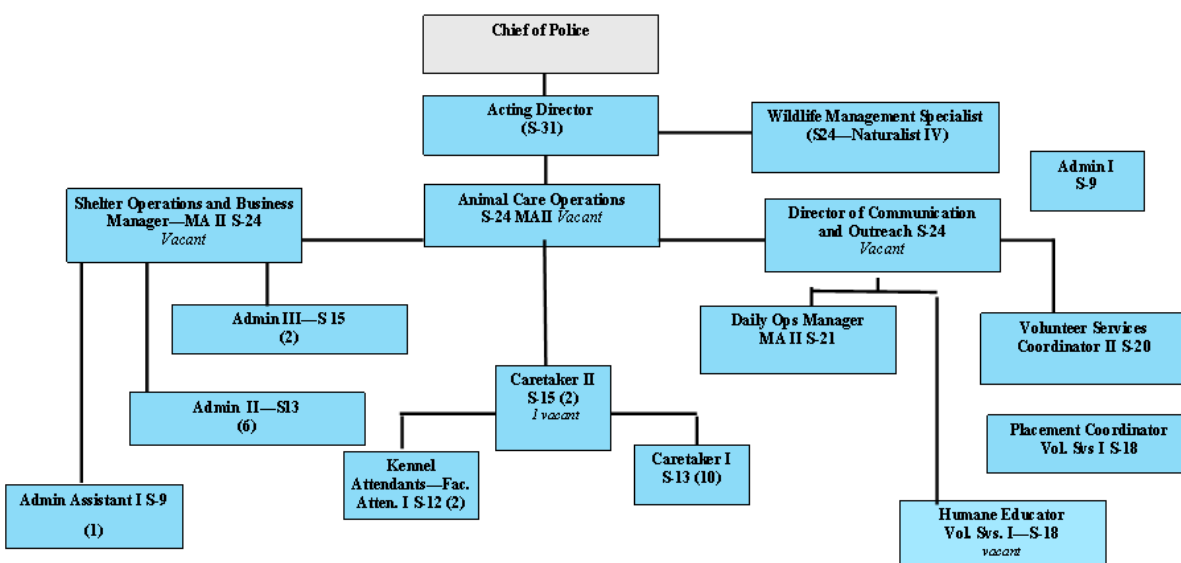 Chief of Police
Acting Director
(S-31)
Wildlife Management Specialist
(S24—Naturalist IV)
Admin I
S-9
Shelter Operations and Business
Manager—MA II S-24
Vacant
Animal Care Operations
S-24 MAII Vacant
Director of Communication
and Outreach S-24
Vacant
Admin III—S 15
(2)
Daily Ops Manager
MA II S-21
Volunteer Services
Coordinator II S-20
Admin II—S13
(6)
Caretaker II
S-15 (2)
1 vacant
Placement Coordinator
Vol. Svs I S-18
Kennel
Attendants—Fac.
Atten. I S-12 (2)
Caretaker I
S-13 (10)
Admin Assistant I S-9
(1)
Humane Educator
Vol. Svs. I—S-18
vacant